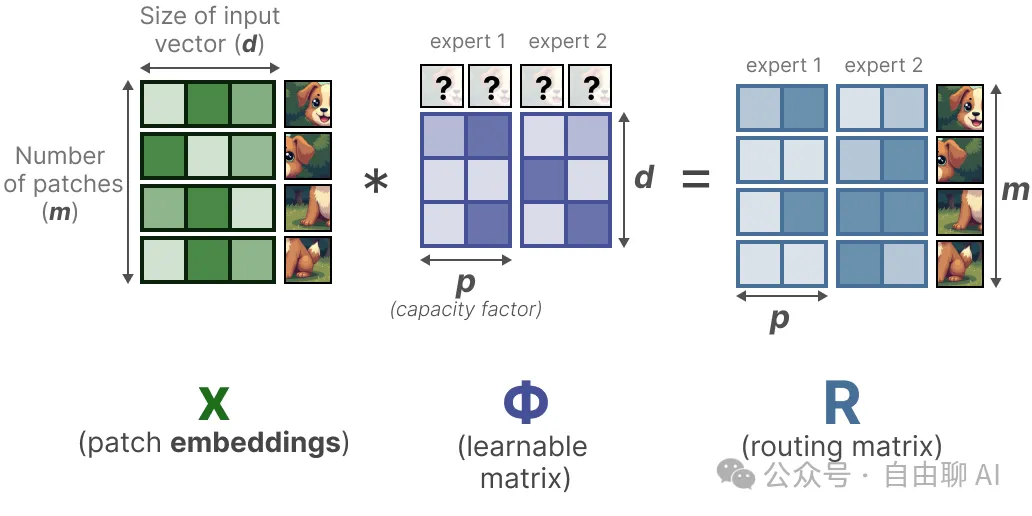 Size of input
vector (d)
Number
of patches
(m)
*
expert 1 expert 2
? ? ? ?
d
p
(capacity factor)
=
expert 1 expert 2
m
p
X
(patch embeddings)
Φ
(learnable
matrix)
R
(routing matrix)
公众号 · 自由聊 AI